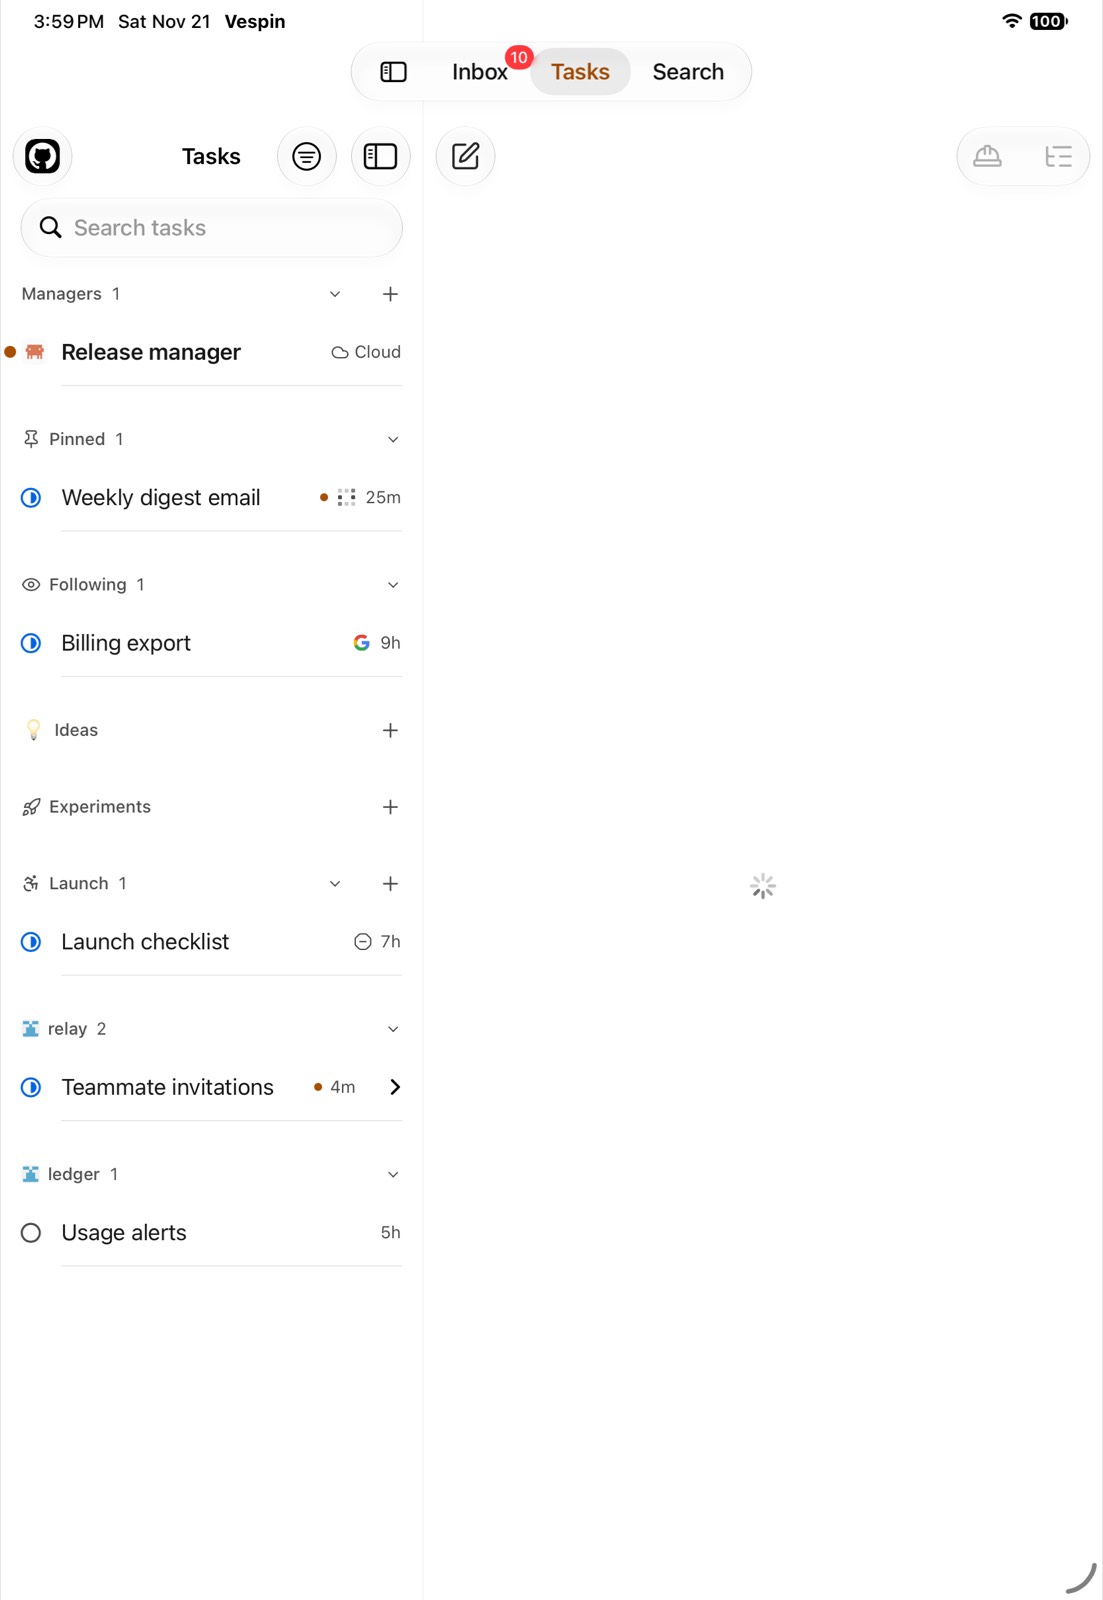 3:59 PM Sat Nov 21 Vespin
100
Inbox 10 Tasks Search
Tasks
Search tasks
Managers 1
Release manager Cloud
Pinned 1
Weekly digest email 25m
Following 1
Billing export 9h
Ideas
Experiments
Launch 1
Launch checklist 7h
relay 2
Teammate invitations 4m
ledger 1
Usage alerts 5h